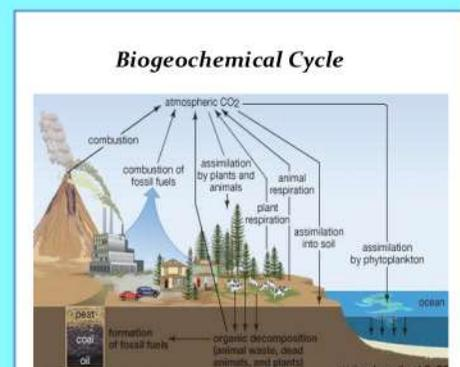 Biogeochemical Cycle
atmospheric CO2
combustion
combustion of
fossil fuels
assimilation
by plants and
animals
animal
respiration
plant
respiration
assimilation
into soil
assimilation
by phytoplankton
ocean
peat
coal
oil
formation
of fossil fuels
organic decomposition
(animal waste, dead
animals, and plants)